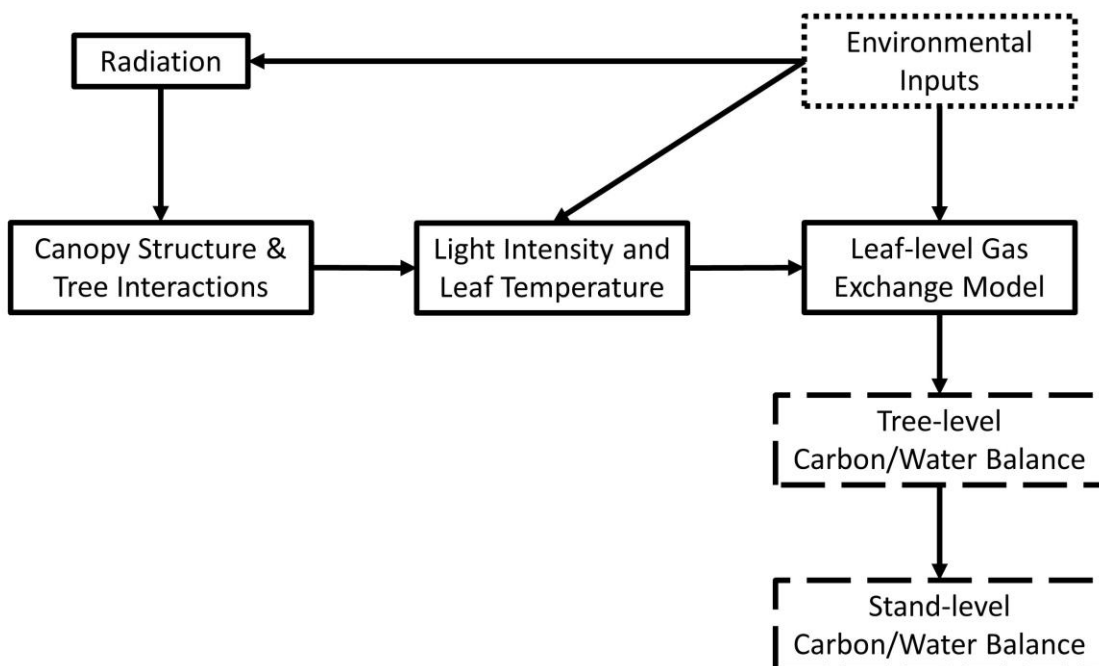 Radiation
Environmental
Inputs
Canopy Structure &
Tree Interactions
Light Intensity and
Leaf Temperature
Leaf-level Gas
Exchange Model
Tree-level
Carbon/Water Balance
Stand-level
Carbon/Water Balance